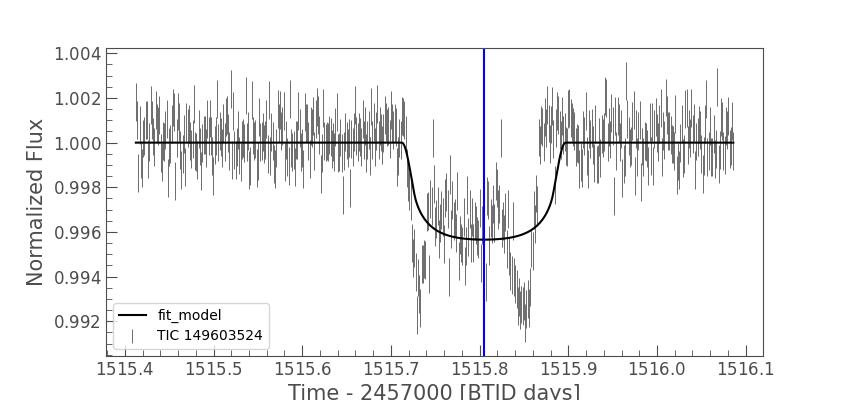 1.004
1.002
1.000
0.998
0.996
0.994
0.992
Normalized Flux
fit_model
TIC 149603524
1515.4 1515.5 1515.6 1515.7 1515.8 1515.9 1516.0 1516.1
Time - 2457000 [BTJD days]